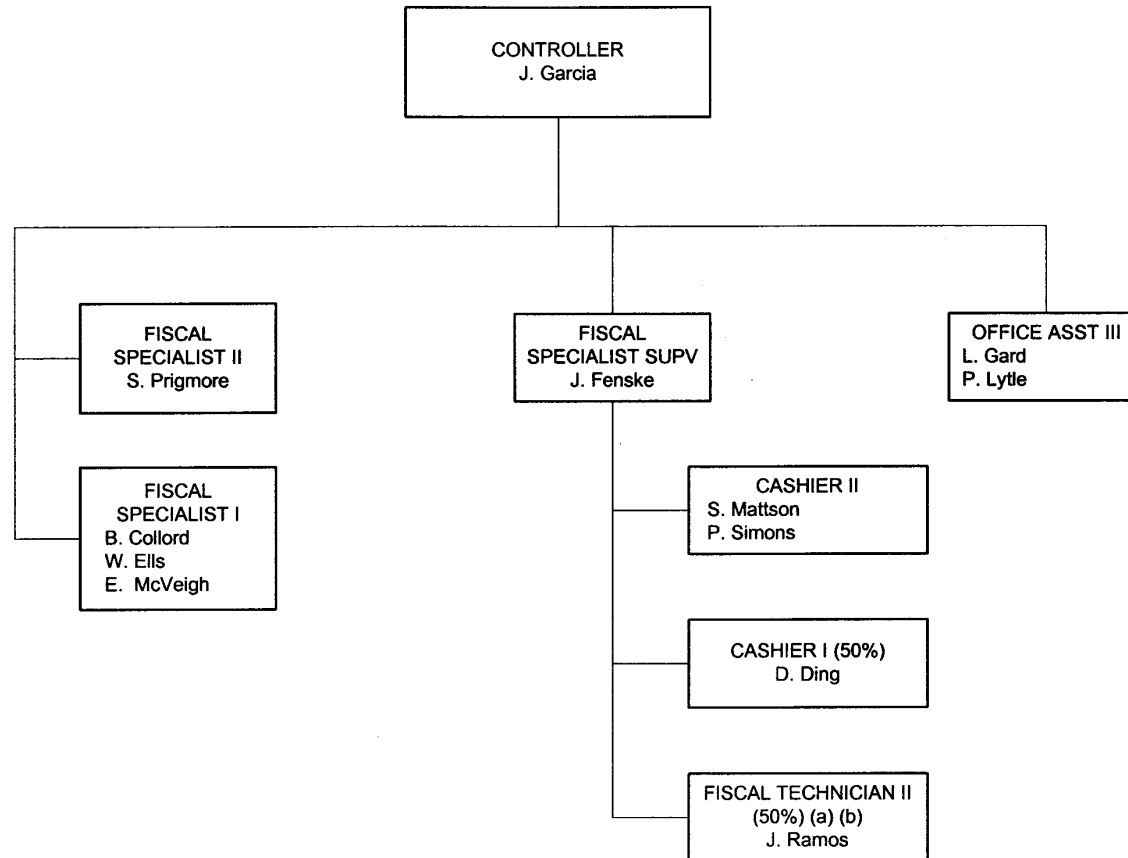 CONTROLLER
J. Garcia
FISCAL
SPECIALIST II
S. Prigmore
FISCAL
SPECIALIST I
B. Collord
W. Ells
E. McVeigh
FISCAL
SPECIALIST SUPV
J. Fenske
CASHIER II
S. Mattson
P. Simons
CASHIER I (50%)
D. Ding
FISCAL TECHNICIAN II
(50%) (a) (b)
J. Ramos
OFFICE ASST III
L. Gard
P. Lytle